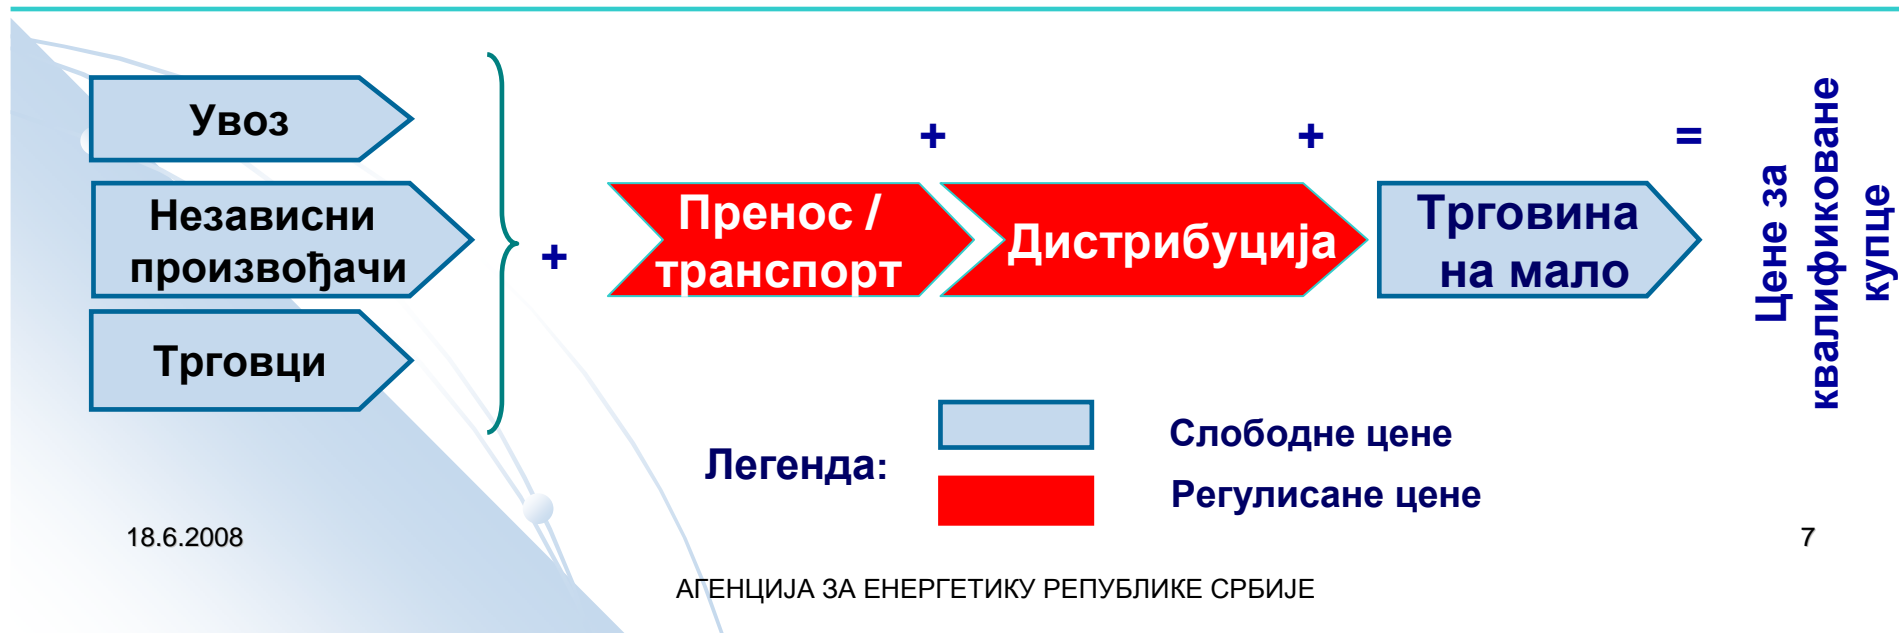 Увоз
Независни
произвођачи
Трговци
+
Пренос /
транспорт
+
Дистрибуција
+
Трговина
на мало
=
Цене за
квалификоване
купце
Легенда:
Слободне цене
Регулисане цене
18.6.2008
7
АГЕНЦИЈА ЗА ЕНЕРГЕТИКУ РЕПУБЛИКЕ СРБИЈЕ